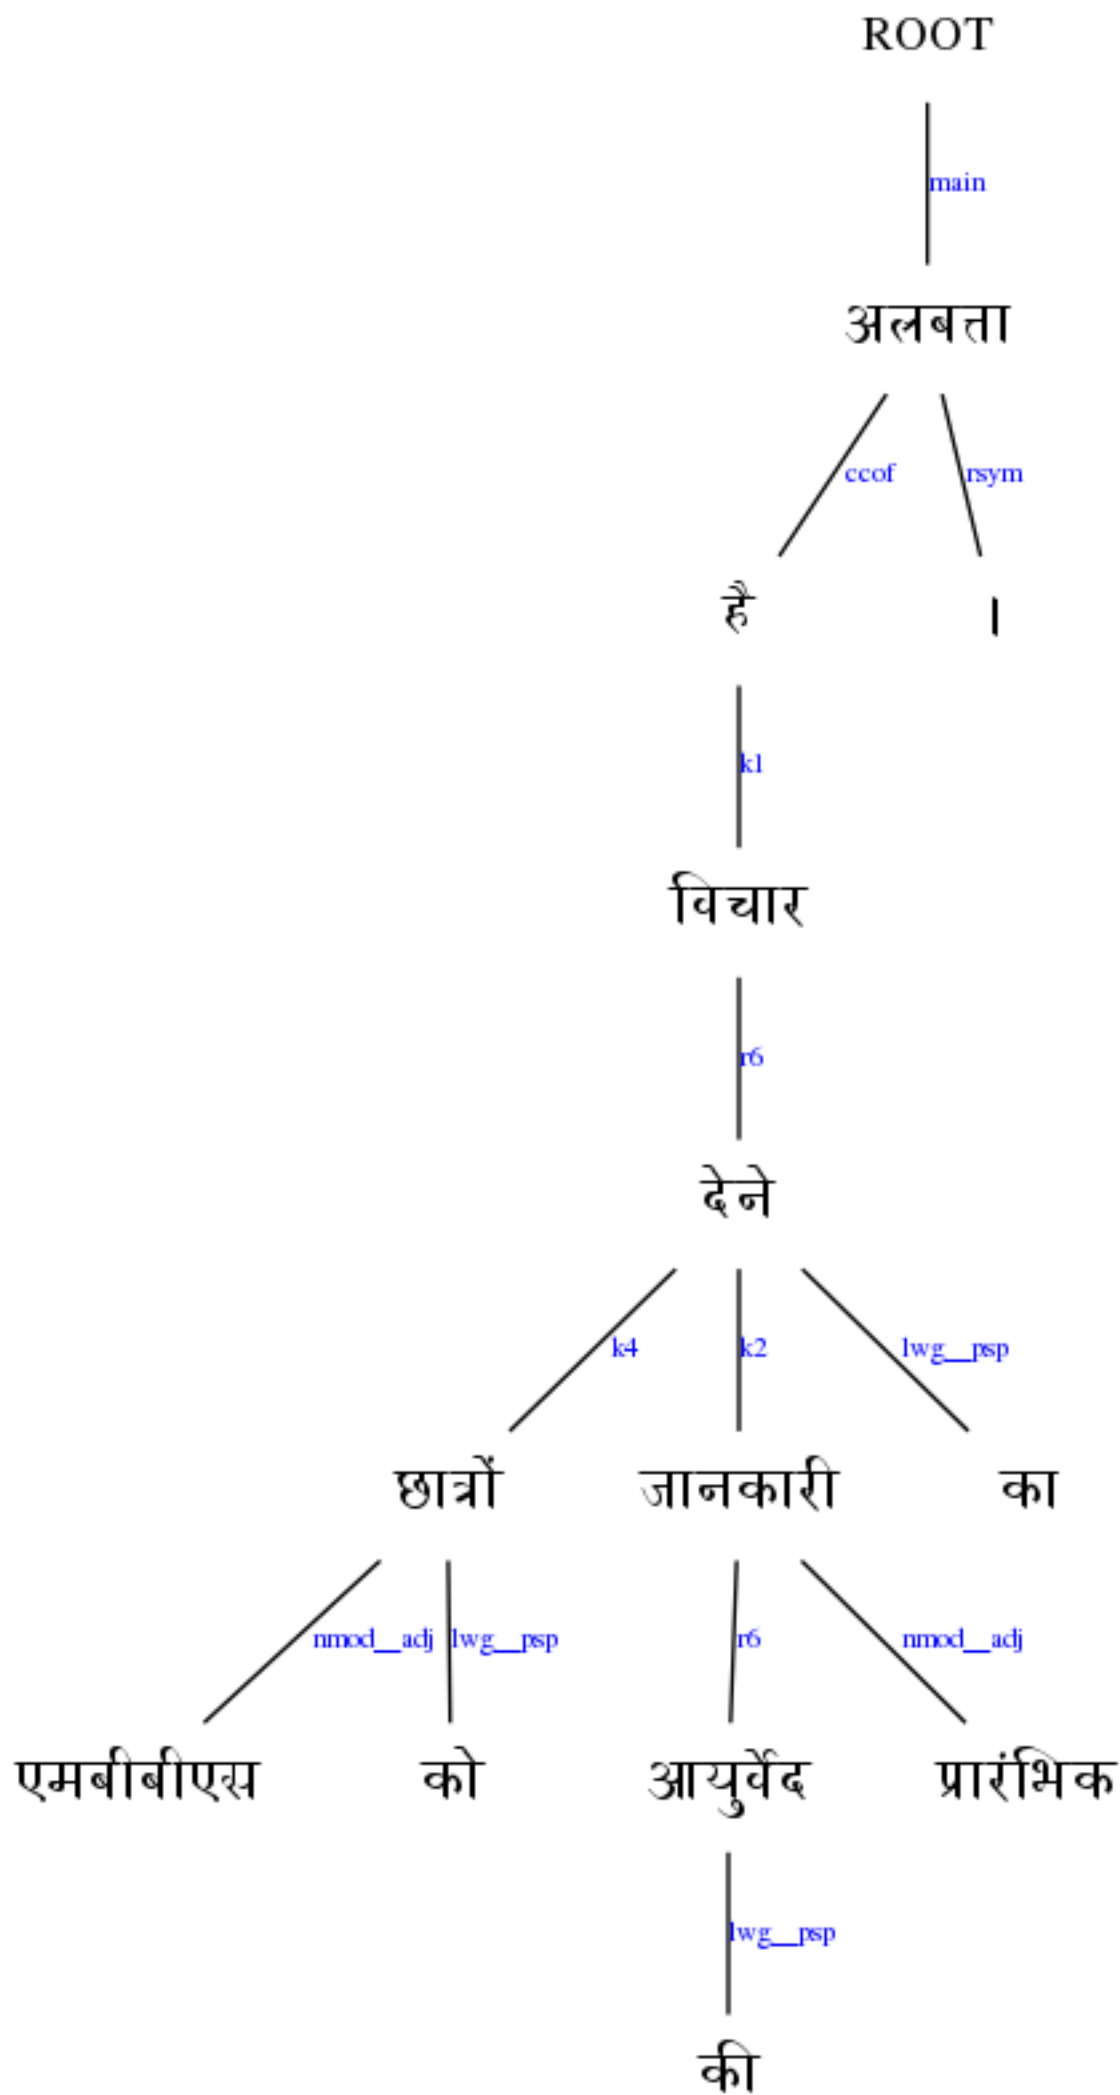 ROOT
main
अलबत्ता
ccof rsym
है ।
k1
विचार
r6
देने
k4 k2 lwg__psp
छात्रों जानकारी का
nmod__adj lwg__psp r6 nmod__adj
एमबीबीएस को आयुर्वेद प्रारंभिक
lwg__psp
की